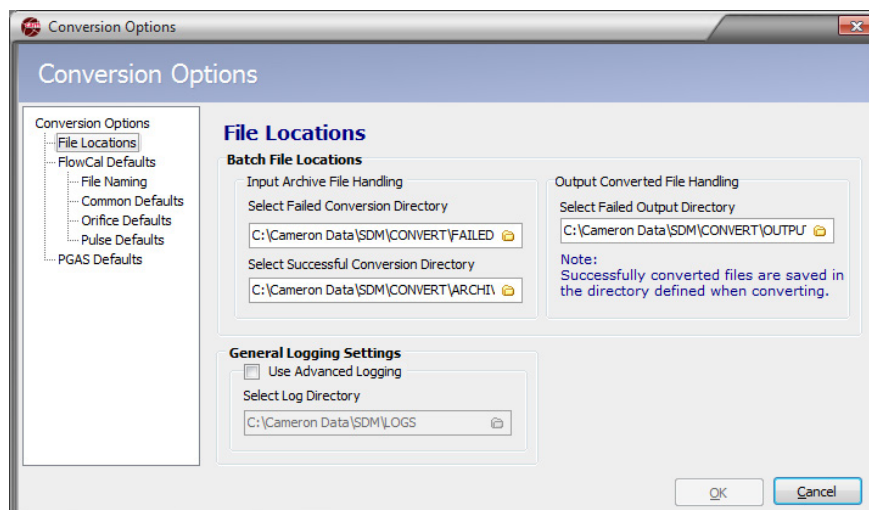 Conversion Options
Conversion Options
Conversion Options
File Locations
FlowCal Defaults
File Naming
Common Defaults
Orifice Defaults
Pulse Defaults
PGAS Defaults
File Locations
Batch File Locations
Input Archive File Handling
Select Failed Conversion Directory
C:\Cameron Data\SDM\CONVERT\FAILED
Select Successful Conversion Directory
C:\Cameron Data\SDM\CONVERT\ARCHIV
Output Converted File Handling
Select Failed Output Directory
C:\Cameron Data\SDM\CONVERT\OUTPUT
Note:
Successfully converted files are saved in
the directory defined when converting.
General Logging Settings
Use Advanced Logging
Select Log Directory
C:\Cameron Data\SDM\LOGS
OK
Cancel